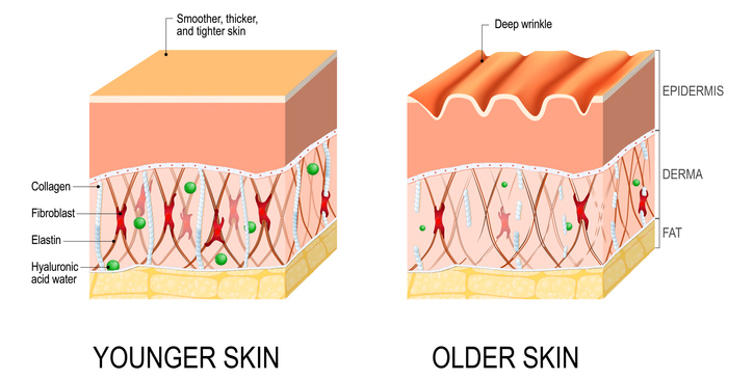 Smoother, thicker,
and tighter skin
Deep wrinkle
EPIDERMIS
Collagen
DERMA
Fibroblast
FAT
Elastin
Hyaluronic
acid water
YOUNGER SKIN
OLDER SKIN